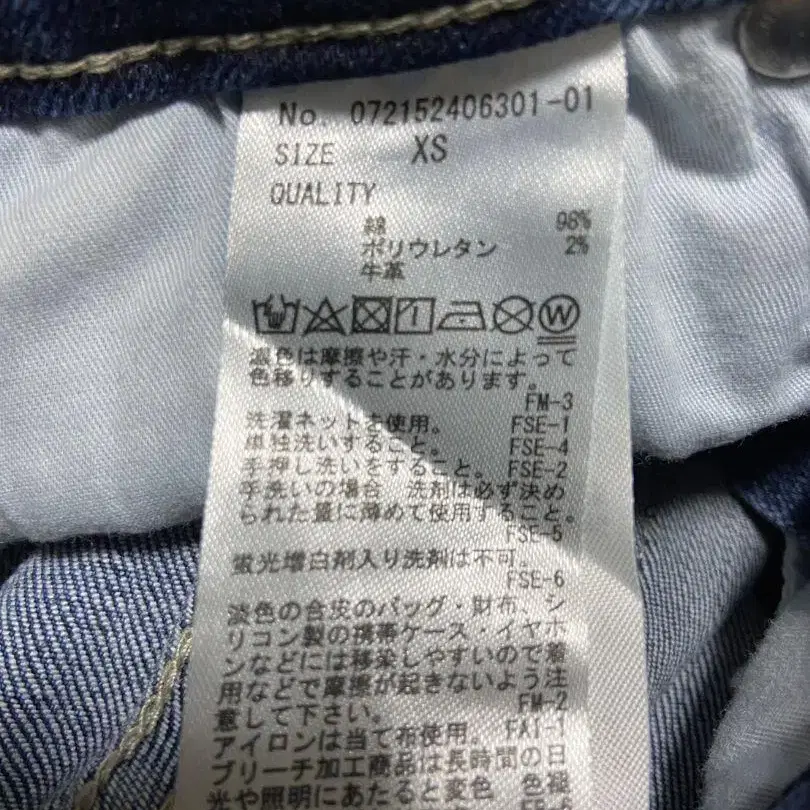 No. 072152406301-01
SIZE XS
QUALITY
綿 98%
ポリウレタン 2%
牛革
W
濃色は摩擦や汗・水分によって
色移りすることがあります。
FM-3
洗濯ネットを使用。 FSE-1
単独洗いすること。 FSE-4
手押し洗いをすること。 FSE-2
手洗いの場合 洗剤は必ず決め
られた量に薄めて使用すること。
FSE-5
蛍光増白剤入り洗剤は不可。
FSE-6
淡色の合皮のバッグ・財布、シ
リコン製の携帯ケース・イヤホ
ンなどには移染しやすいので着
用などで摩擦が起きないよう注
意して下さい。 FM-2
アイロンは当て布使用。 FAI-1
ブリーチ加工商品は長時間の日
光や照明にあたると変色 色褪